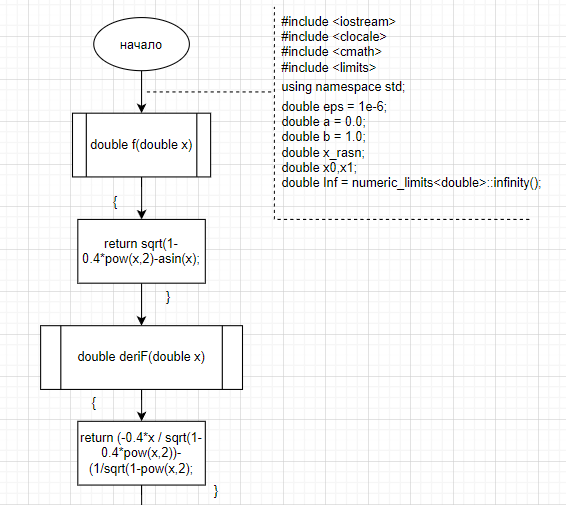 начало
#include <iostream>
#include <clocale>
#include <cmath>
#include <limits>
using namespace std;
double eps = 1e-6;
double a = 0.0;
double b = 1.0;
double x_rasn;
double x0,x1;
double Inf = numeric_limits<double>::infinity();
double f(double x)
{
return sqrt(1-
0.4*pow(x,2)-asin(x);
}
double deriF(double x)
{
return (-0.4*x / sqrt(1-
0.4*pow(x,2))-
(1/sqrt(1-pow(x,2);
}